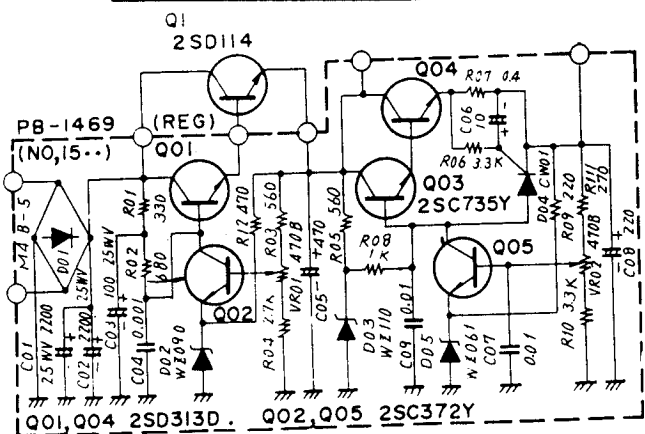 Q1
2SD114
PB-1469 (REG)
(NO,15··)
Q01
Q04
R07 0.4
C06
10
R06 3.3K
Q03
2SC735Y
R01
330
R02
680
R12 470
R03 560
VR01 470B
R04 2.7K
C05 470
R05 560
R08
1K
D04 CW01
R09 220
R111
270
Q05
VR02 470B
R10 3.3K
C08 220
M4B-5
D01
C01
25WV 2200
C02 2200 25WV
C03 100 25WV
C04 0.001
D02
WZ090
Q02
D03
WZ110
C09 0.01
D05
WZ061
C07
0.01
Q01,Q04 2SD313D. Q02,Q05 2SC372Y